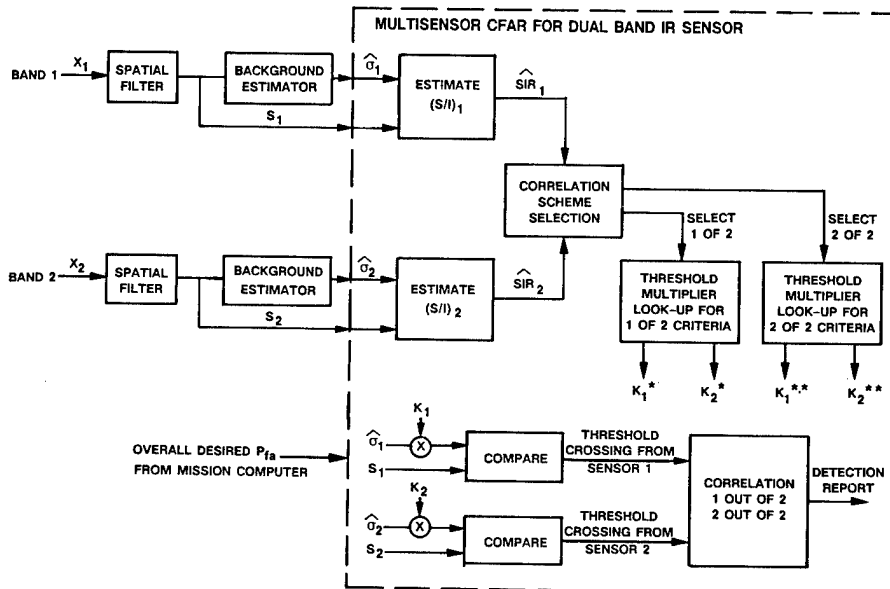 MULTISENSOR CFAR FOR DUAL BAND IR SENSOR
BAND 1
X1
SPATIAL
FILTER
BACKGROUND
ESTIMATOR
σ̂1
S1
ESTIMATE
(S/I)1
SIR̂1
CORRELATION
SCHEME
SELECTION
SELECT
1 OF 2
SELECT
2 OF 2
BAND 2
X2
SPATIAL
FILTER
BACKGROUND
ESTIMATOR
σ̂2
S2
ESTIMATE
(S/I)2
SIR̂2
THRESHOLD
MULTIPLIER
LOOK-UP FOR
1 OF 2 CRITERIA
THRESHOLD
MULTIPLIER
LOOK-UP FOR
2 OF 2 CRITERIA
K1*
K2*
K1**
K2**
OVERALL DESIRED Pfa
FROM MISSION COMPUTER
K1
σ̂1
X
S1
COMPARE
THRESHOLD
CROSSING FROM
SENSOR 1
K2
σ̂2
X
S2
COMPARE
THRESHOLD
CROSSING FROM
SENSOR 2
CORRELATION
1 OUT OF 2
2 OUT OF 2
DETECTION
REPORT